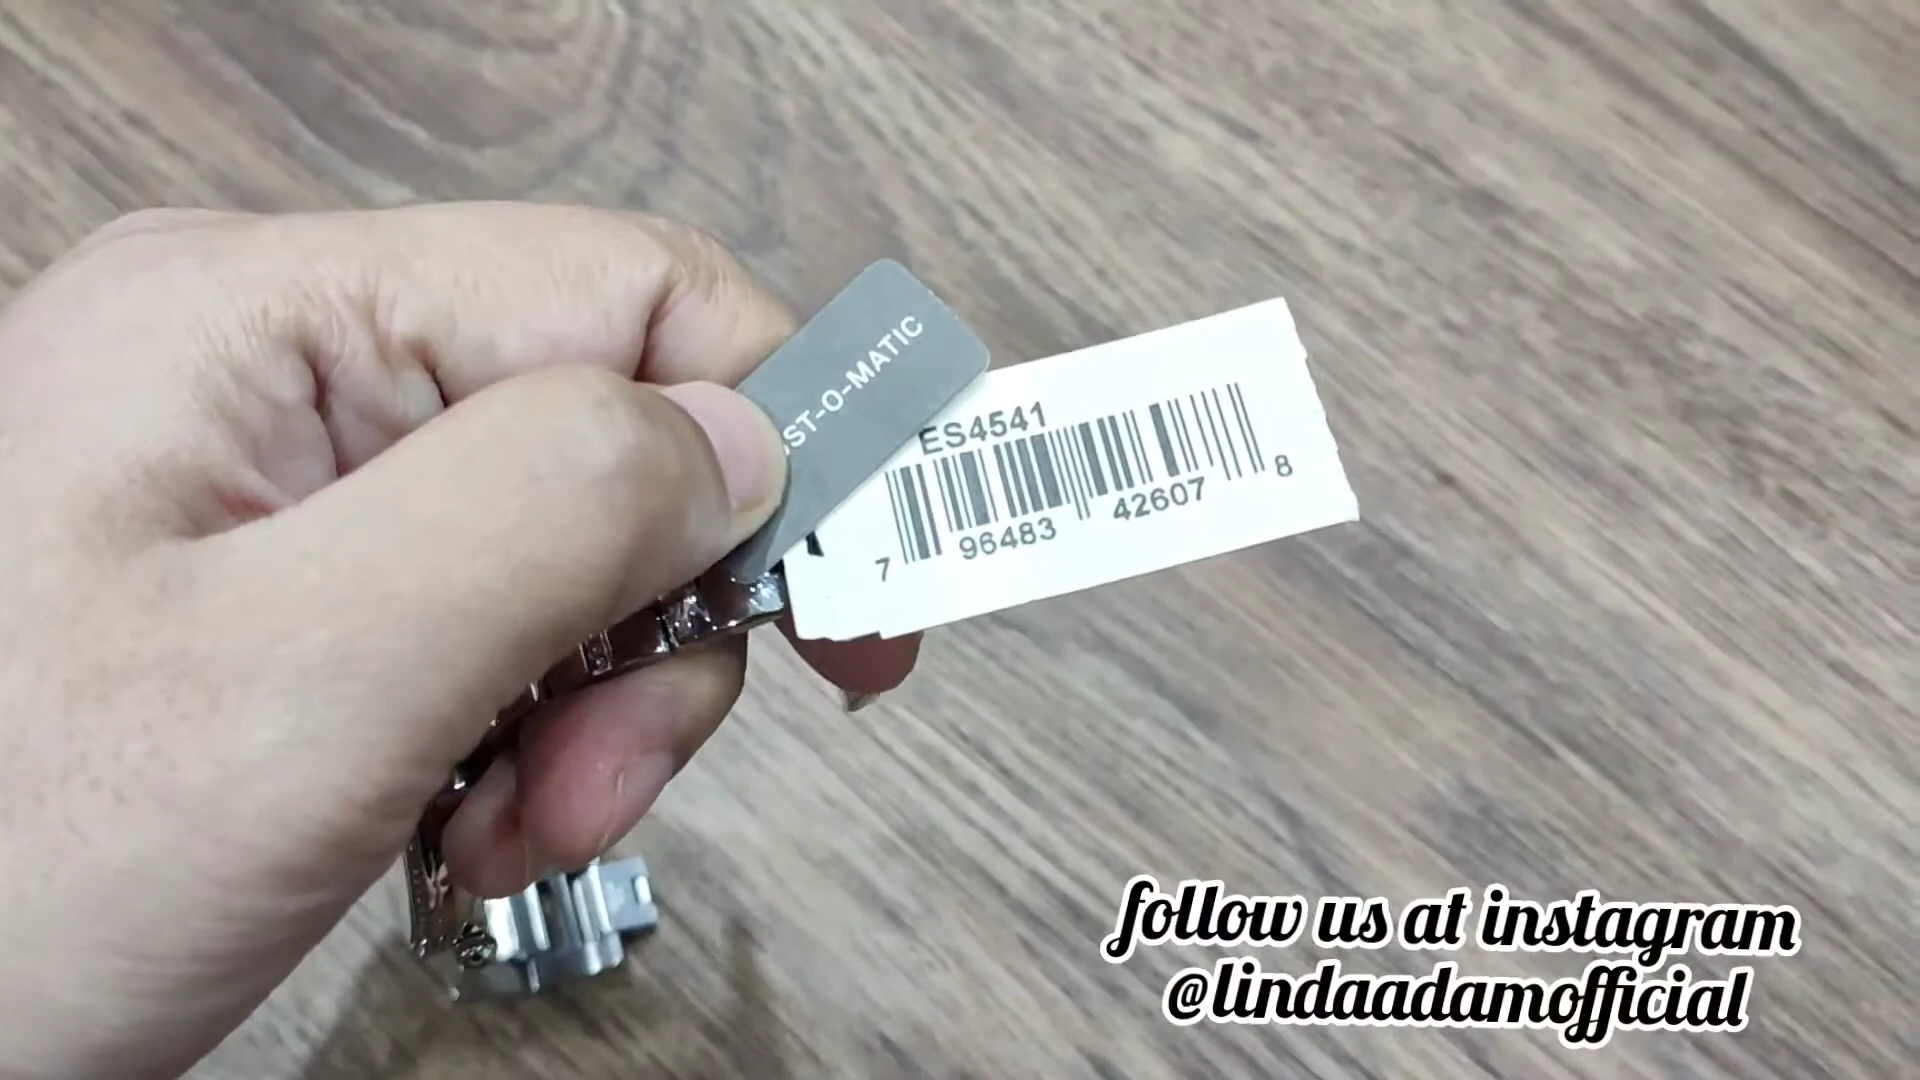 ST-O-MATIC
ES4541
7 96483 42607 8
follow us at instagram
@lindaadamofficial